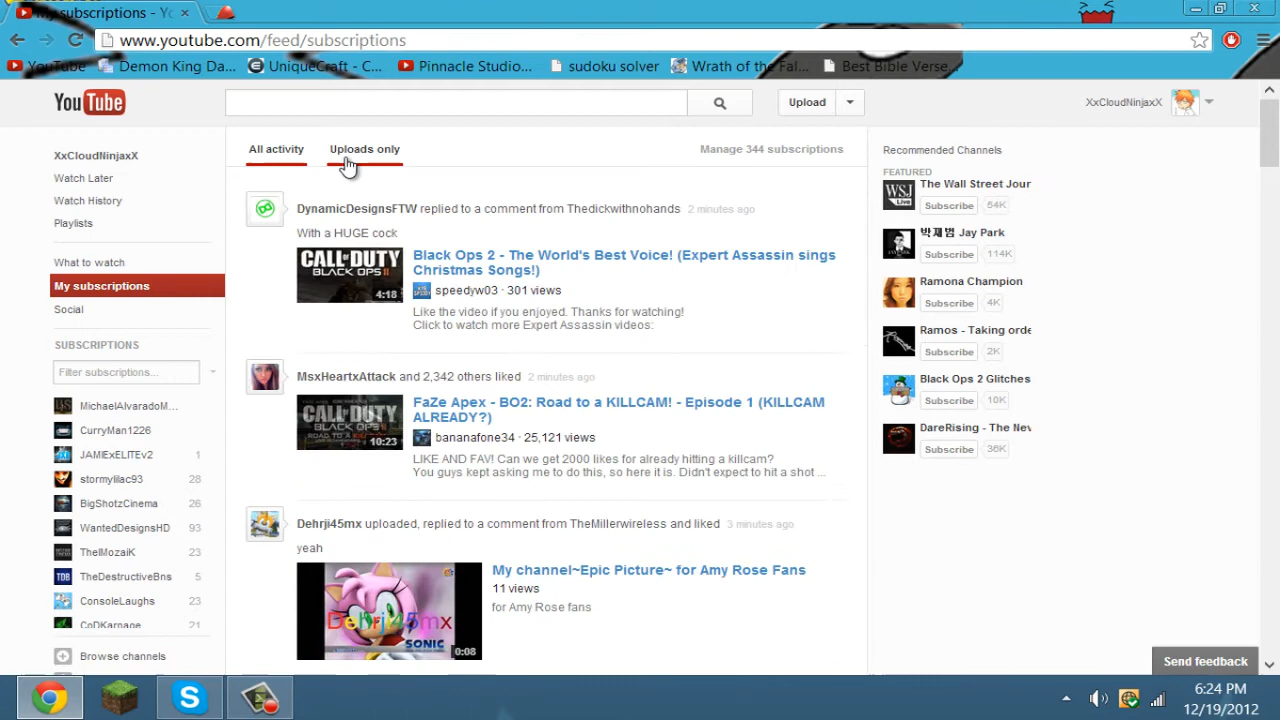 My subscriptions - Yo
www.youtube.com/feed/subscriptions
YouTube
Demon King Da...
UniqueCraft - C...
Pinnacle Studio...
sudoku solver
Wrath of the Fal...
Best Bible Verse...
YouTube
Upload
XxCloudNinjaxX
XxCloudNinjaxX
Watch Later
Watch History
Playlists
What to watch
My subscriptions
Social
SUBSCRIPTIONS
Filter subscriptions...
MichaelAlvaradoM...
CurryMan1226
JAMIExELITEv2 1
stormylilac93 28
BigShotzCinema 26
WantedDesignsHD 93
TheIMozaiK 23
TheDestructiveBns 5
ConsoleLaughs 23
CoDKarnage 21
Browse channels
All activity
Uploads only
Manage 344 subscriptions
DynamicDesignsFTW replied to a comment from Thedickwithnohands 2 minutes ago
With a HUGE cock
CALL OF DUTY
BLACK OPS II
4:18
Black Ops 2 - The World's Best Voice! (Expert Assassin sings
Christmas Songs!)
speedyw03 · 301 views
Like the video if you enjoyed. Thanks for watching!
Click to watch more Expert Assassin videos:
MsxHeartxAttack and 2,342 others liked 2 minutes ago
CALL OF DUTY
BLACK OPS II
ROAD TO A KILLCAM
10:23
FaZe Apex - BO2: Road to a KILLCAM! - Episode 1 (KILLCAM
ALREADY?)
bananafone34 · 25,121 views
LIKE AND FAV! Can we get 2000 likes for already hitting a killcam?
You guys kept asking me to do this, so here it is. Didn't expect to hit a shot ...
Dehrji45mx uploaded, replied to a comment from TheMillerwireless and liked 3 minutes ago
yeah
Dehrji45mx
SONIC
0:08
My channel~Epic Picture~ for Amy Rose Fans
11 views
for Amy Rose fans
Recommended Channels
FEATURED
WSJ
Live
The Wall Street Jour
Subscribe 54K
박재범 Jay Park
Subscribe 114K
Ramona Champion
Subscribe 4K
Ramos - Taking orde
Subscribe 2K
Black Ops 2 Glitches
Subscribe 10K
DareRising - The Nev
Subscribe 36K
Send feedback
6:24 PM
12/19/2012